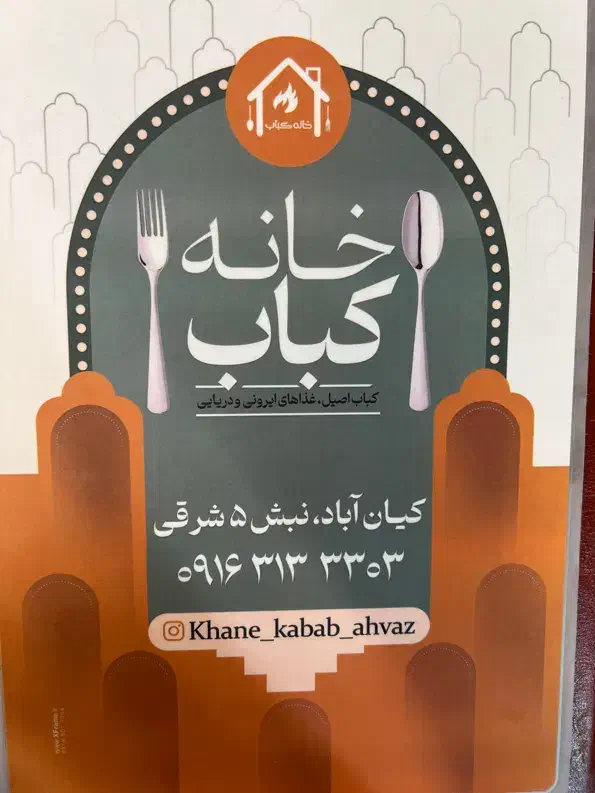 خانه کباب
خانه
کباب
کباب اصیل، غذاهای ایرونی و دریایی
کیان آباد، نبش ۵ شرقی
۰۹۱۶ ۳۱۳ ۳۳۰۳
Khane_kabab_ahvaz